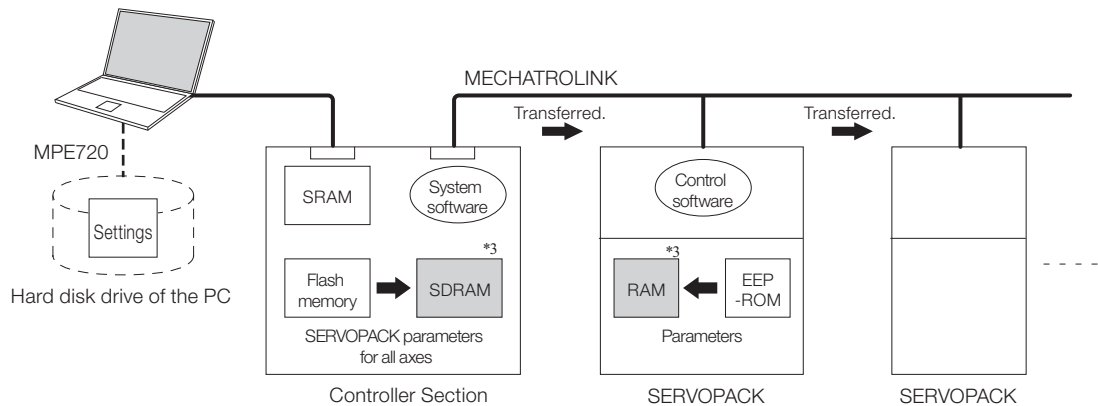 MECHATROLINK
Transferred.
Transferred.
MPE720
Settings
Hard disk drive of the PC
SRAM
System
software
Flash
memory
*3
SDRAM
SERVOPACK parameters
for all axes
Controller Section
Control
software
*3
RAM
EEP
-ROM
Parameters
SERVOPACK
SERVOPACK